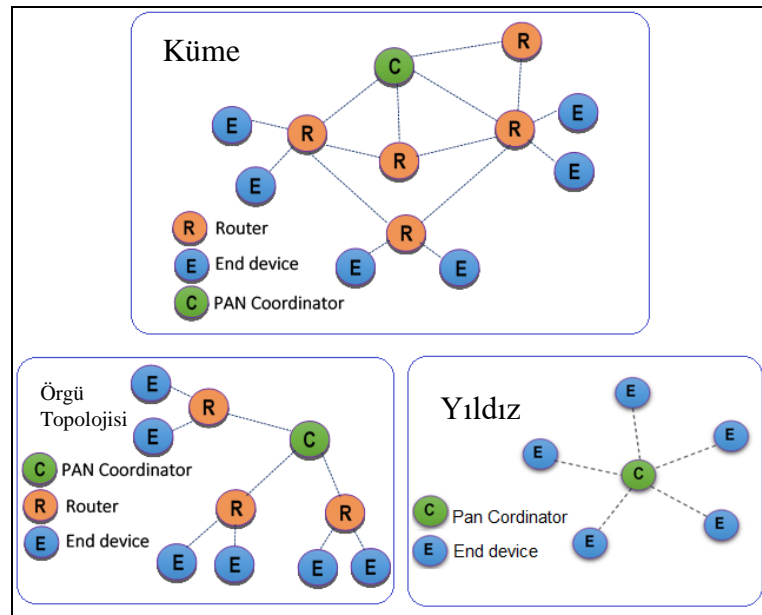 Küme
C
R
E
R
R
E
R
E
E
R
R Router
E End device
C PAN Coordinator
E
E
Örgü
Topolojisi
E
R
E
C
C PAN Coordinator
R Router
E End device
R
R
E
E
E
E
Yıldız
E
E
E
C
C Pan Cordinator
E End device
E
E